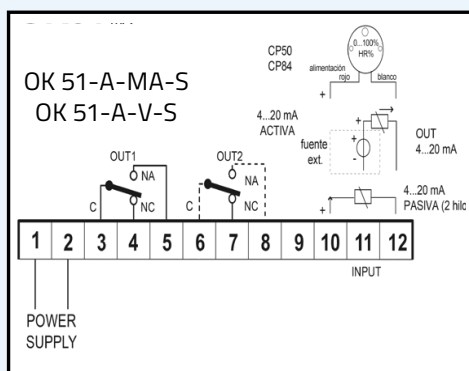 OK 51-A-MA-S
OK 51-A-V-S
CP50
CP84
0...100%
HR%
alimentación
rojo
blanco
+
4...20 mA
ACTIVA
+
OUT
4...20 mA
fuente
ext.
+
-
4...20 mA
PASIVA (2 hilo
+
OUT1
NA
C
NC
OUT2
NA
C
NC
1 2 3 4 5 6 7 8 9 10 11 12
INPUT
POWER
SUPPLY